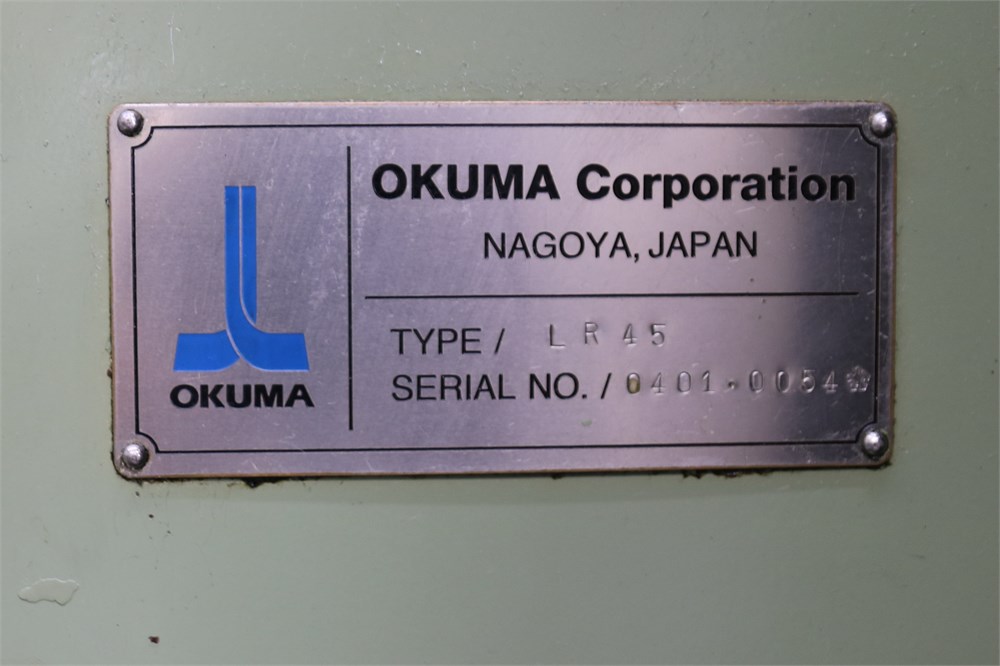 OKUMA
OKUMA Corporation
NAGOYA, JAPAN
TYPE / LR45
SERIAL NO. / 0401.0054